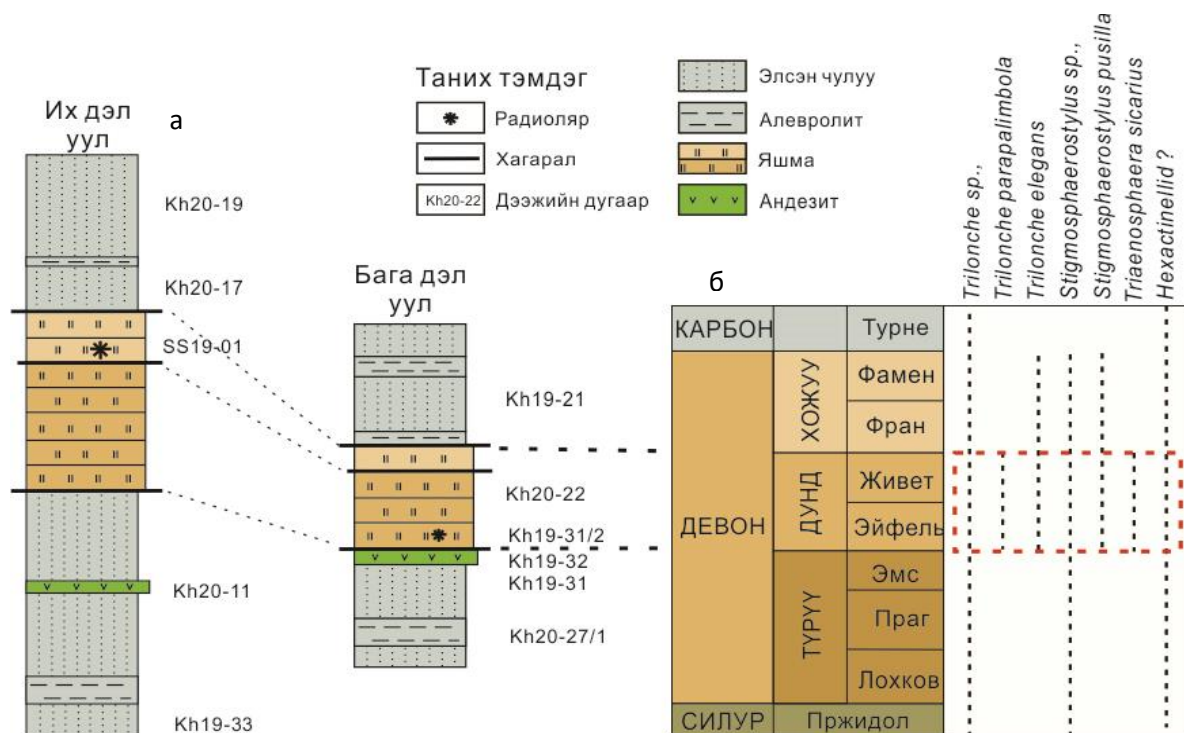 Их дэл
уул
а
Kh20-19
Kh20-17
SS19-01
Kh20-11
Kh19-33
Таних тэмдэг
Радиоляр
Хагарал
Kh20-22
Дээжийн дугаар
Элсэн чулуу
Алевролит
Яшма
Андезит
Бага дэл
уул
Kh19-21
Kh20-22
Kh19-31/2
Kh19-32
Kh19-31
Kh20-27/1
б
Trilonche sp.,
Trilonche parapalimbola
Trilonche elegans
Stigmosphaerostylus sp.,
Stigmosphaerostylus pusilla
Triaenosphaera sicarius
Hexactinellid ?
КАРБОН
Турне
ДЕВОН
ХОЖУУ
Фамен
Фран
ДУНД
Живет
Эйфель
ТҮРҮҮ
Эмс
Праг
Лохков
СИЛУР
Пржидол